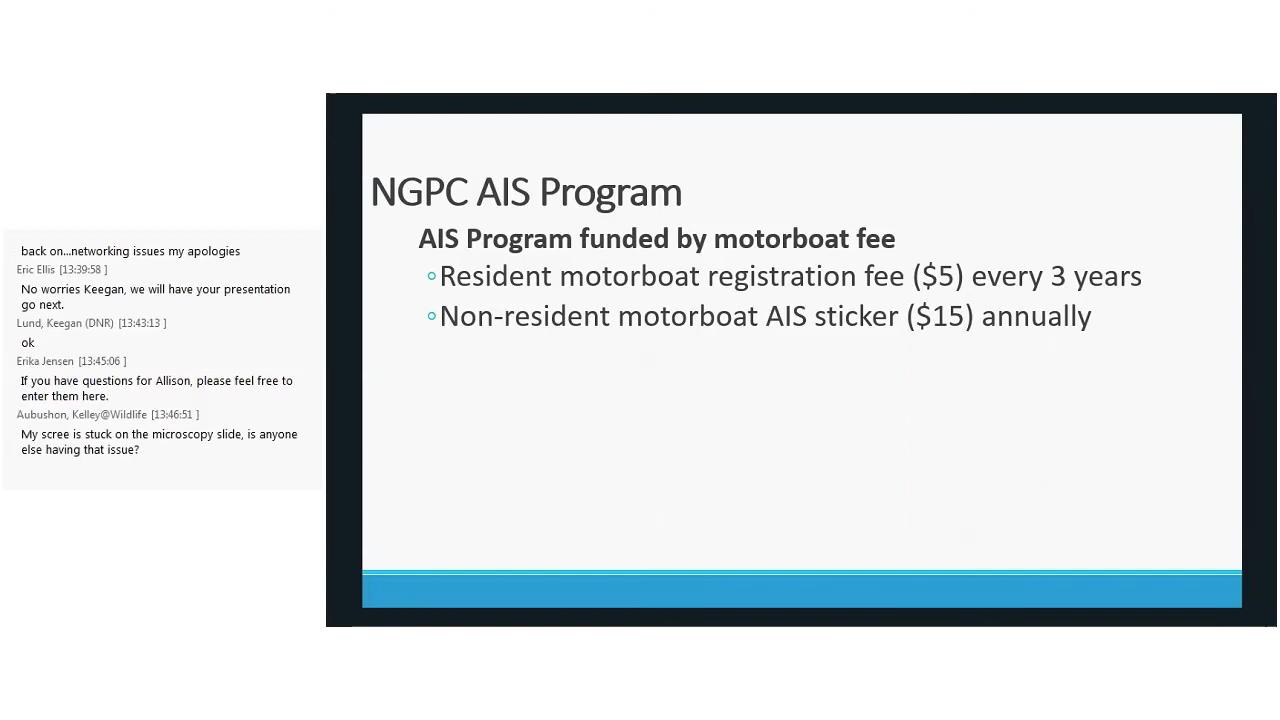 back on...networking issues my apologies
Eric Ellis [13:39:58 ]
No worries Keegan, we will have your presentation
go next.
Lund, Keegan (DNR) [13:43:13 ]
ok
Erika Jensen [13:45:06 ]
If you have questions for Allison, please feel free to
enter them here.
Aubushon, Kelley@Wildlife [13:46:51 ]
My scree is stuck on the microscopy slide, is anyone
else having that issue?
NGPC AIS Program
AIS Program funded by motorboat fee
◦Resident motorboat registration fee ($5) every 3 years
◦Non-resident motorboat AIS sticker ($15) annually